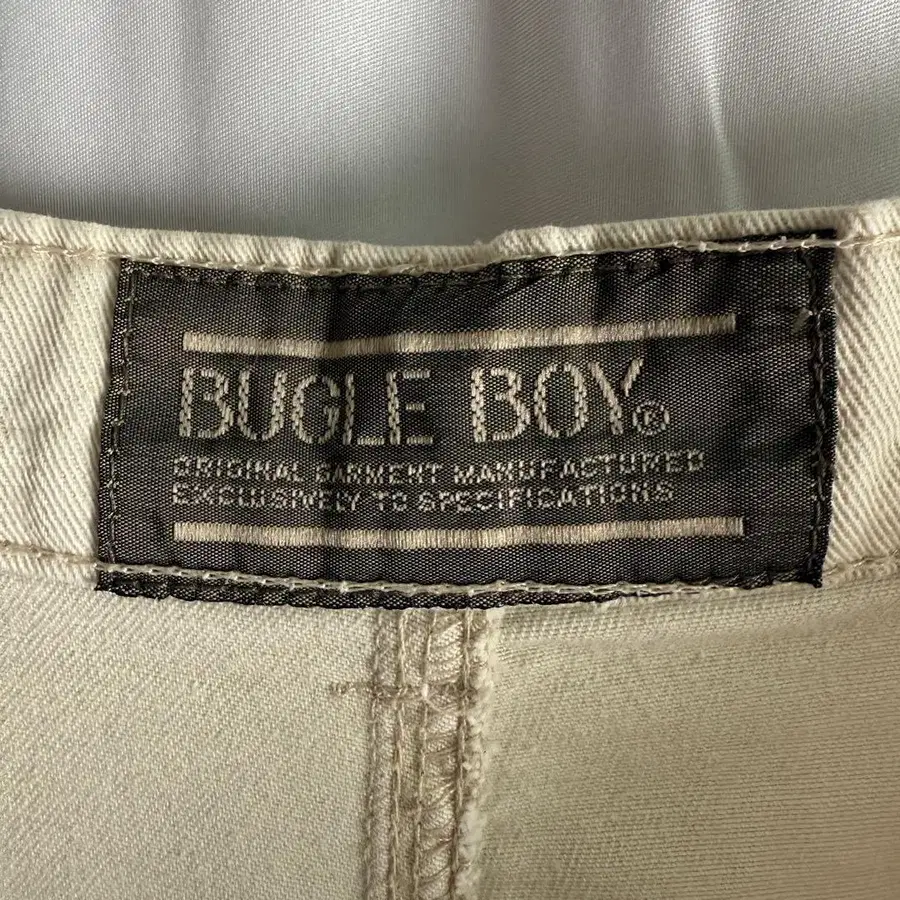 BUGLE BOY®
ORIGINAL GARMENT MANUFACTURED
EXCLUSIVELY TO SPECIFICATIONS